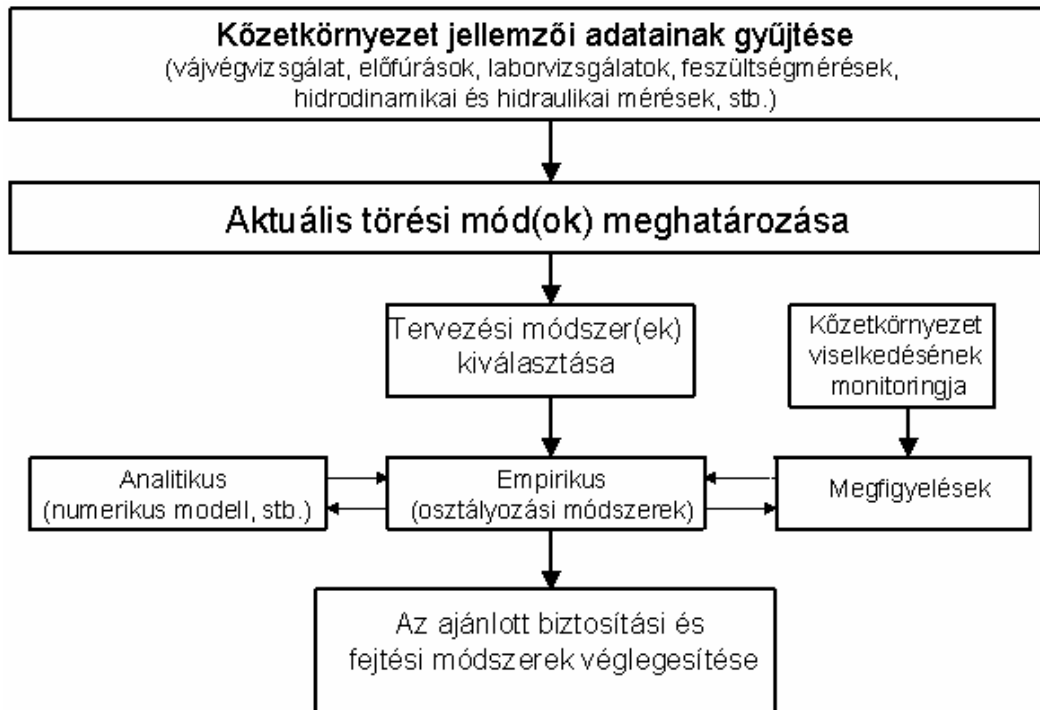 Kőzetkörnyezet jellemzői adatainak gyűjtése
(vájvégvizsgálat, előfúrások, laborvizsgálatok, feszültségmérések,
hidrodinamikai és hidraulikai mérések, stb.)
Aktuális törési mód(ok) meghatározása
Tervezési módszer(ek)
kiválasztása
Kőzetkörnyezet
viselkedésének
monitoringja
Analitikus
(numerikus modell, stb.)
Empirikus
(osztályozási módszerek)
Megfigyelések
Az ajánlott biztosítási és
fejtési módszerek véglegesítése